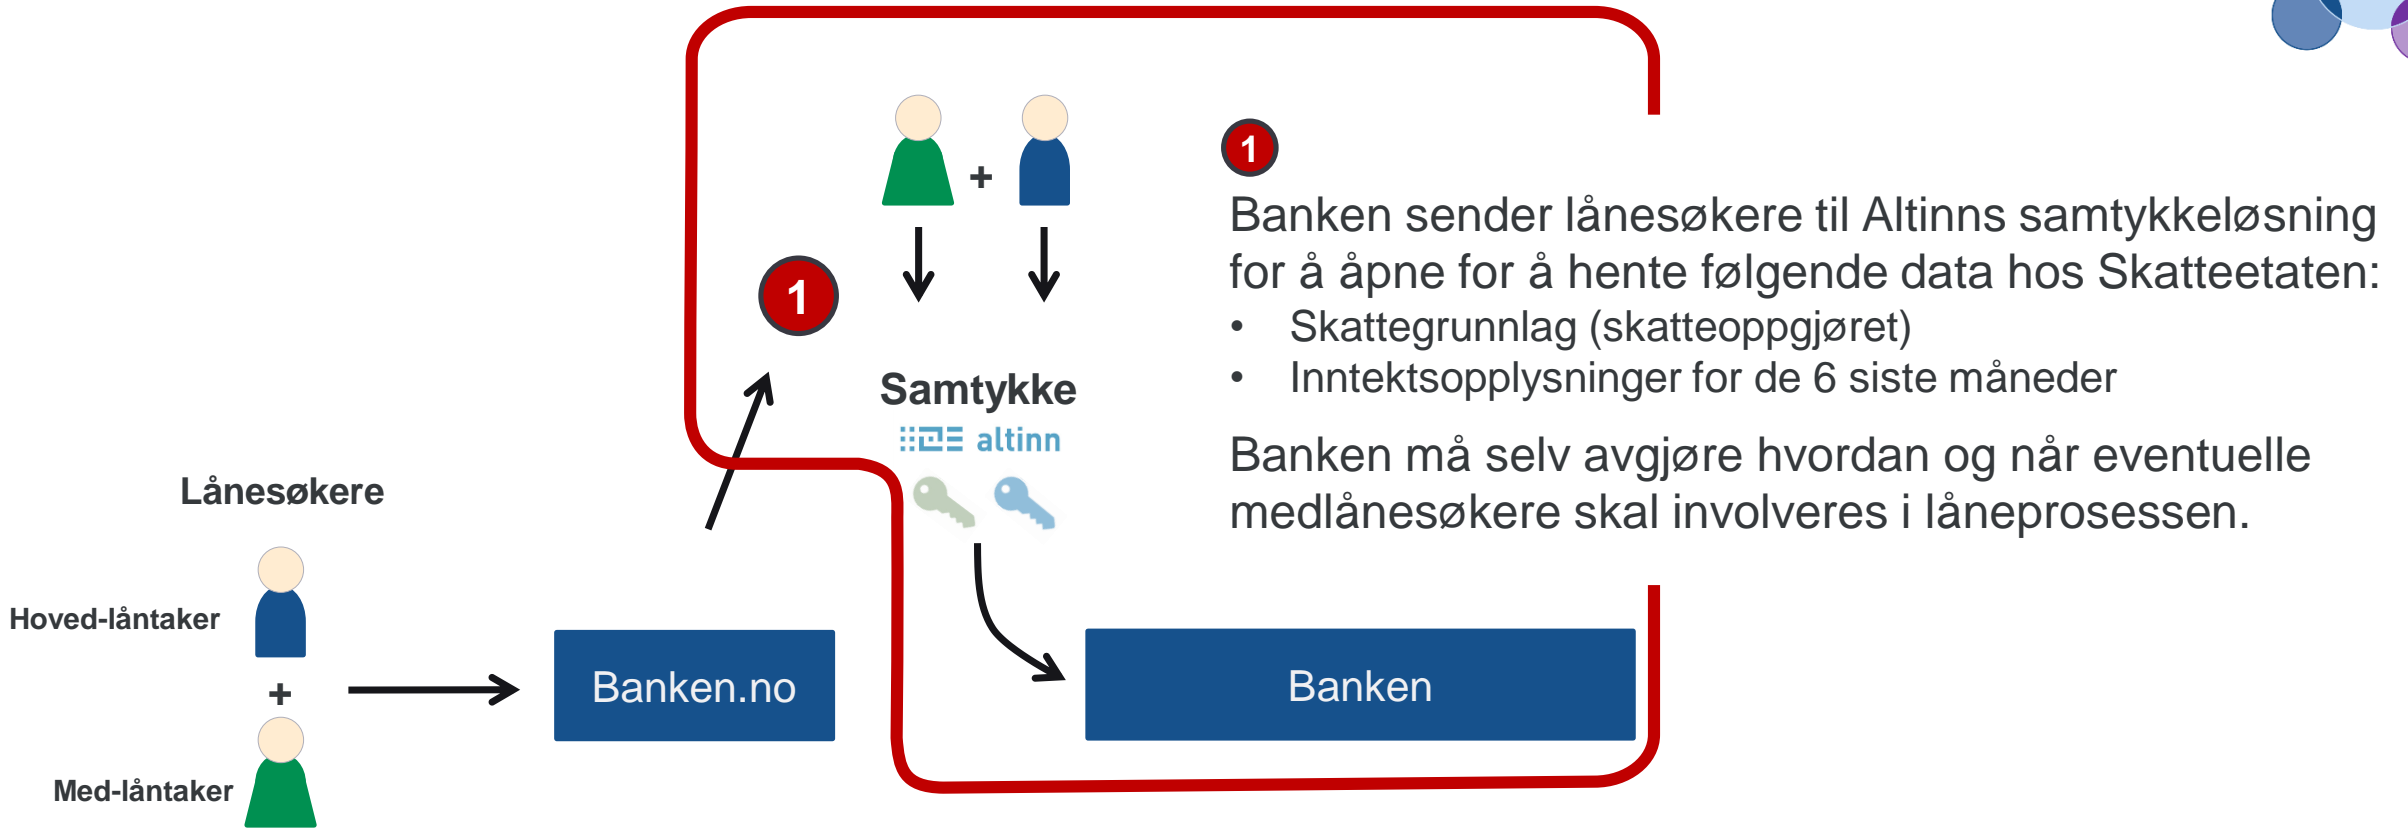 Lånesøkere
Hoved-låntaker
+
Med-låntaker
Banken.no
1
+
Samtykke
altinn
Banken
1
Banken sender lånesøkere til Altinns samtykkeløsning
for å åpne for å hente følgende data hos Skatteetaten:
• Skattegrunnlag (skatteoppgjøret)
• Inntektsopplysninger for de 6 siste måneder
Banken må selv avgjøre hvordan og når eventuelle
medlånesøkere skal involveres i låneprosessen.